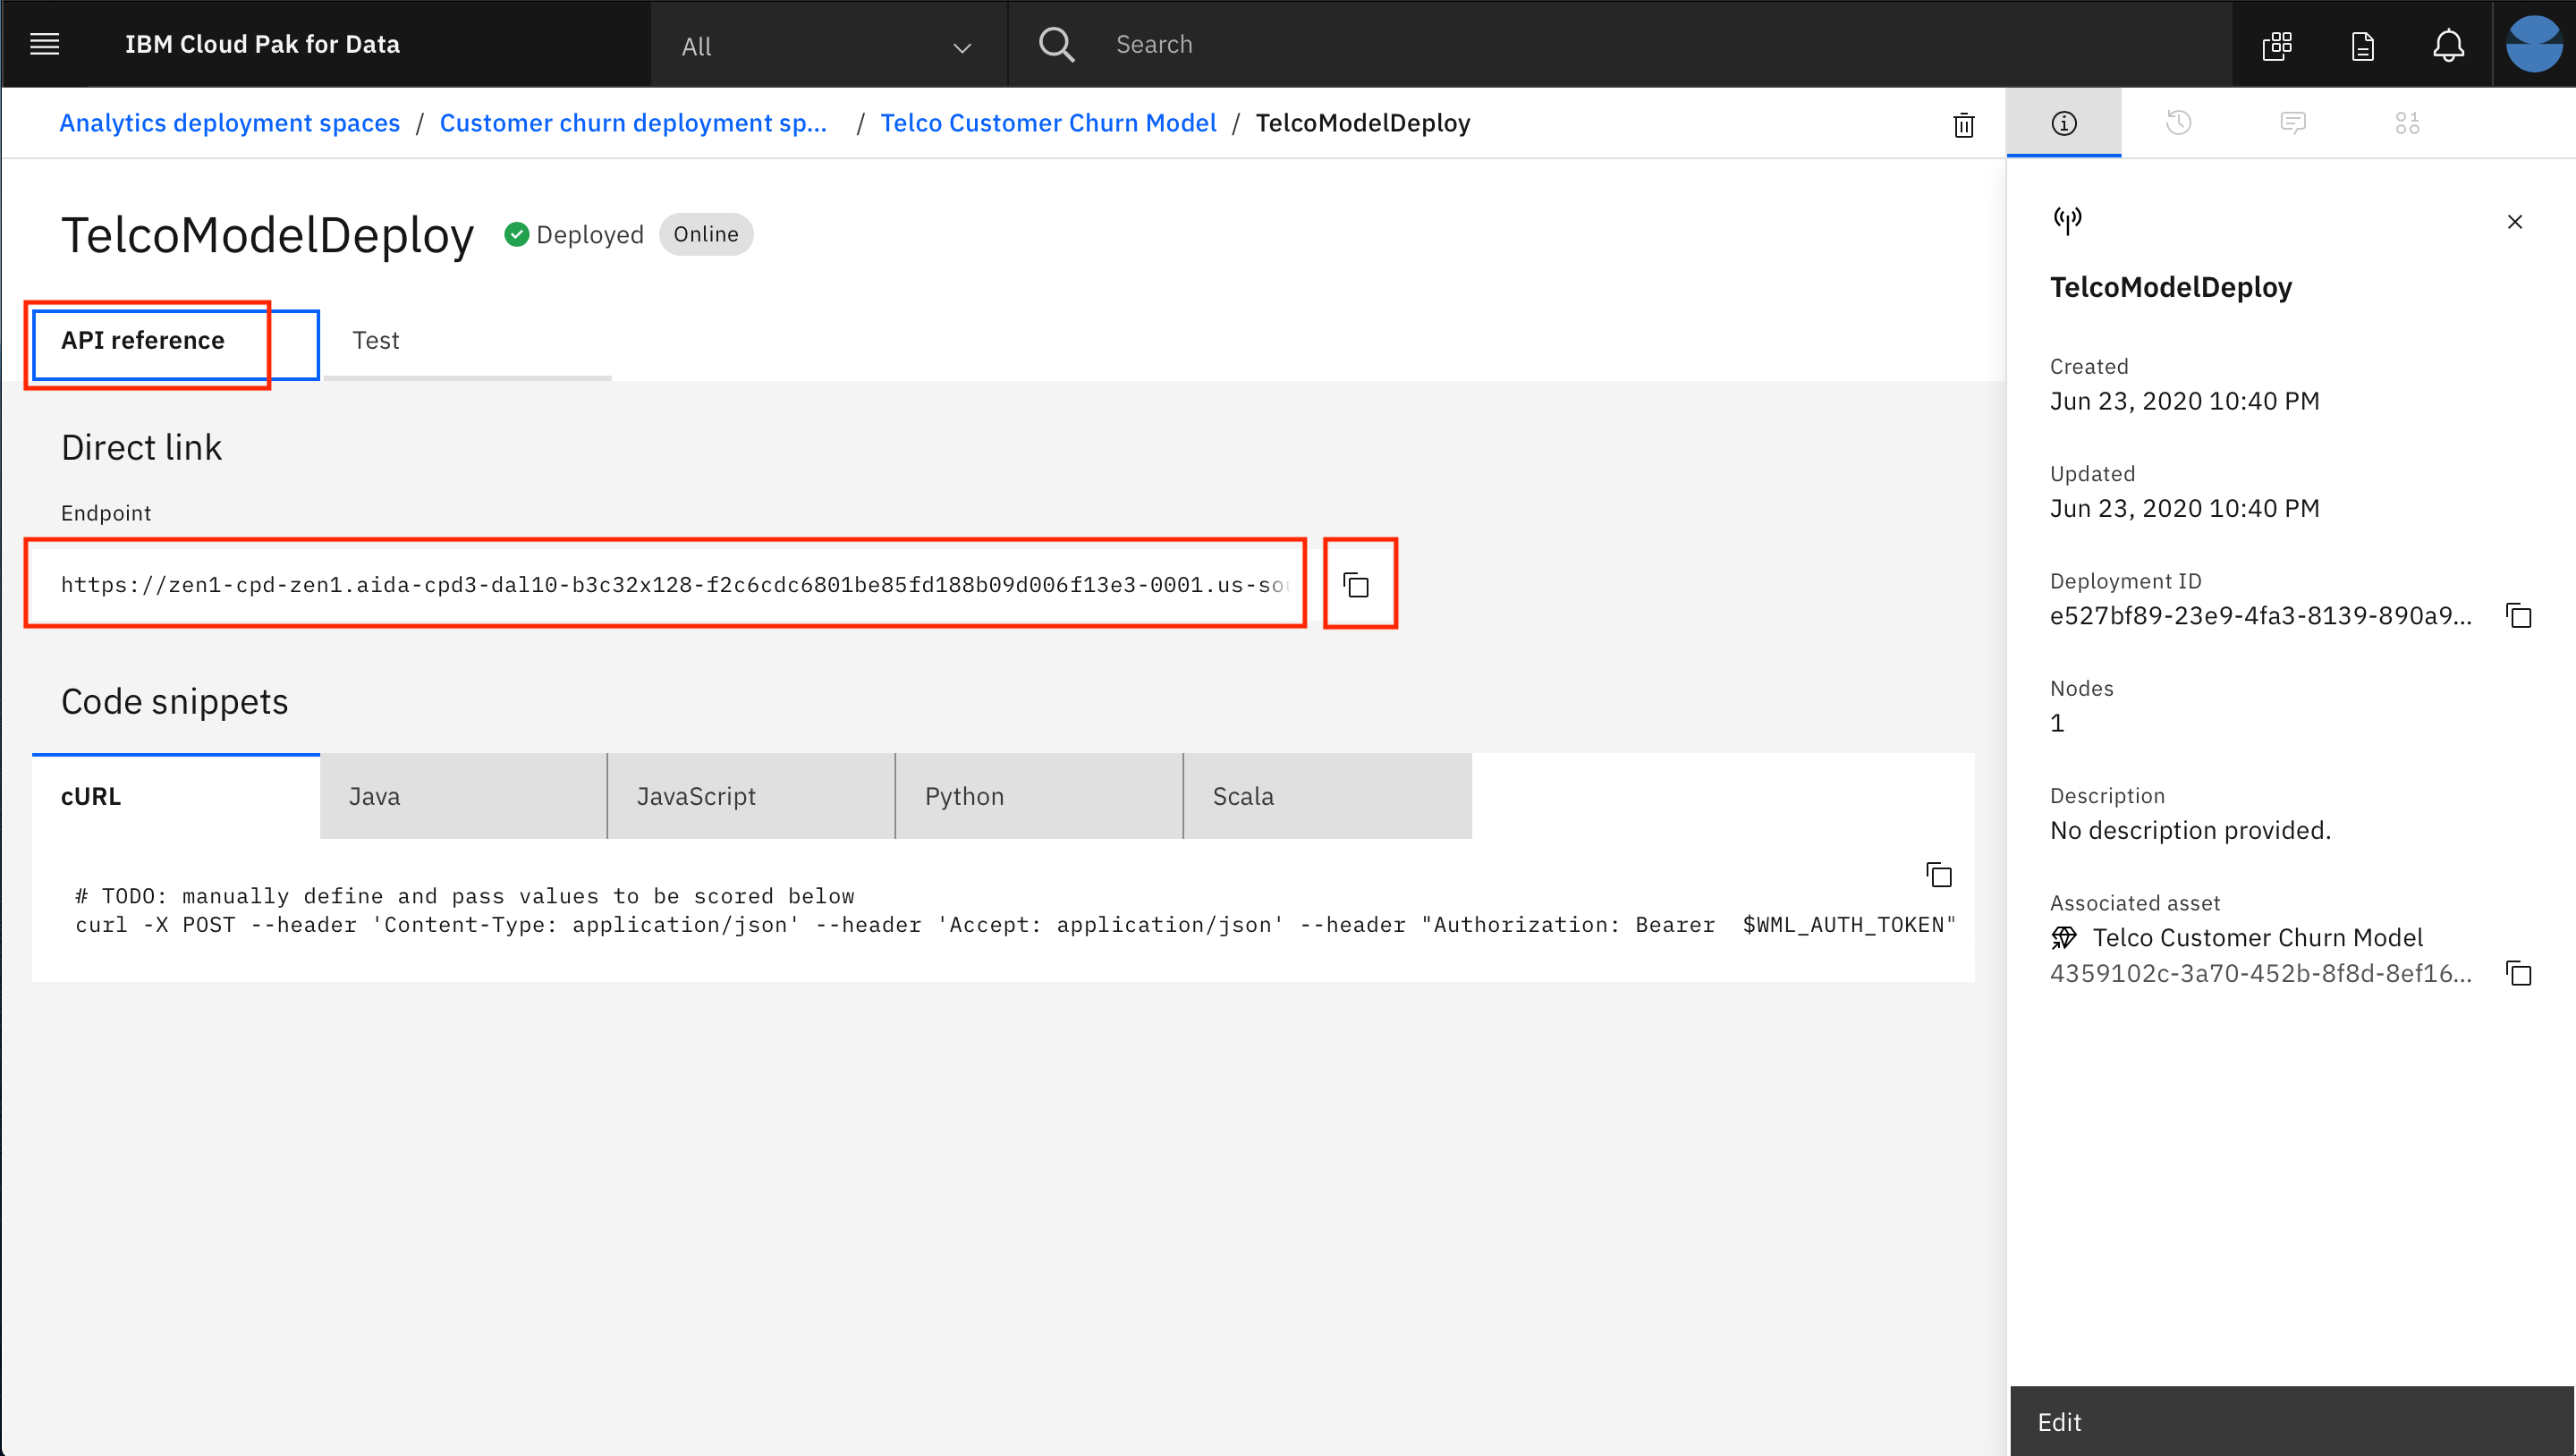 IBM Cloud Pak for Data
All
Search
Analytics deployment spaces / Customer churn deployment sp... / Telco Customer Churn Model / TelcoModelDeploy
TelcoModelDeploy
Deployed
Online
API reference
Test
Direct link
Endpoint
https://zen1-cpd-zen1.aida-cpd3-dal10-b3c32x128-f2c6cdc6801be85fd188b09d006f13e3-0001.us-sou
Code snippets
cURL
Java
JavaScript
Python
Scala
# TODO: manually define and pass values to be scored below
curl -X POST --header 'Content-Type: application/json' --header 'Accept: application/json' --header "Authorization: Bearer  $WML_AUTH_TOKEN"
TelcoModelDeploy
Created
Jun 23, 2020 10:40 PM
Updated
Jun 23, 2020 10:40 PM
Deployment ID
e527bf89-23e9-4fa3-8139-890a9...
Nodes
1
Description
No description provided.
Associated asset
Telco Customer Churn Model
4359102c-3a70-452b-8f8d-8ef16...
Edit